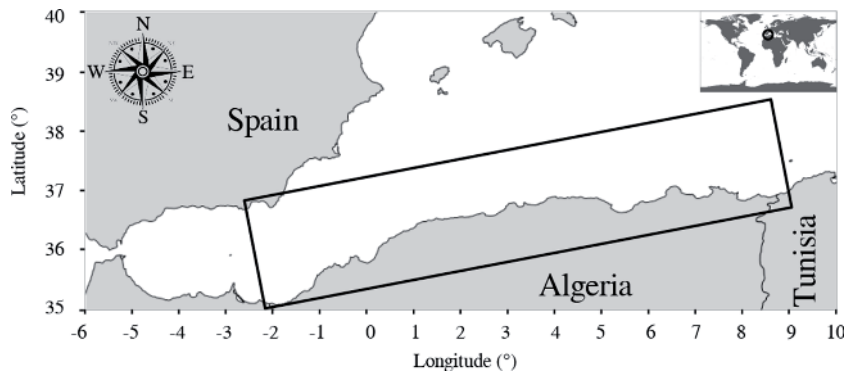 40
39
38
37
36
35
Latitude (°)
N
W E
S
Spain
Algeria
Tunisia
-6 -5 -4 -3 -2 -1 0 1 2 3 4 5 6 7 8 9 10
Longitude (°)